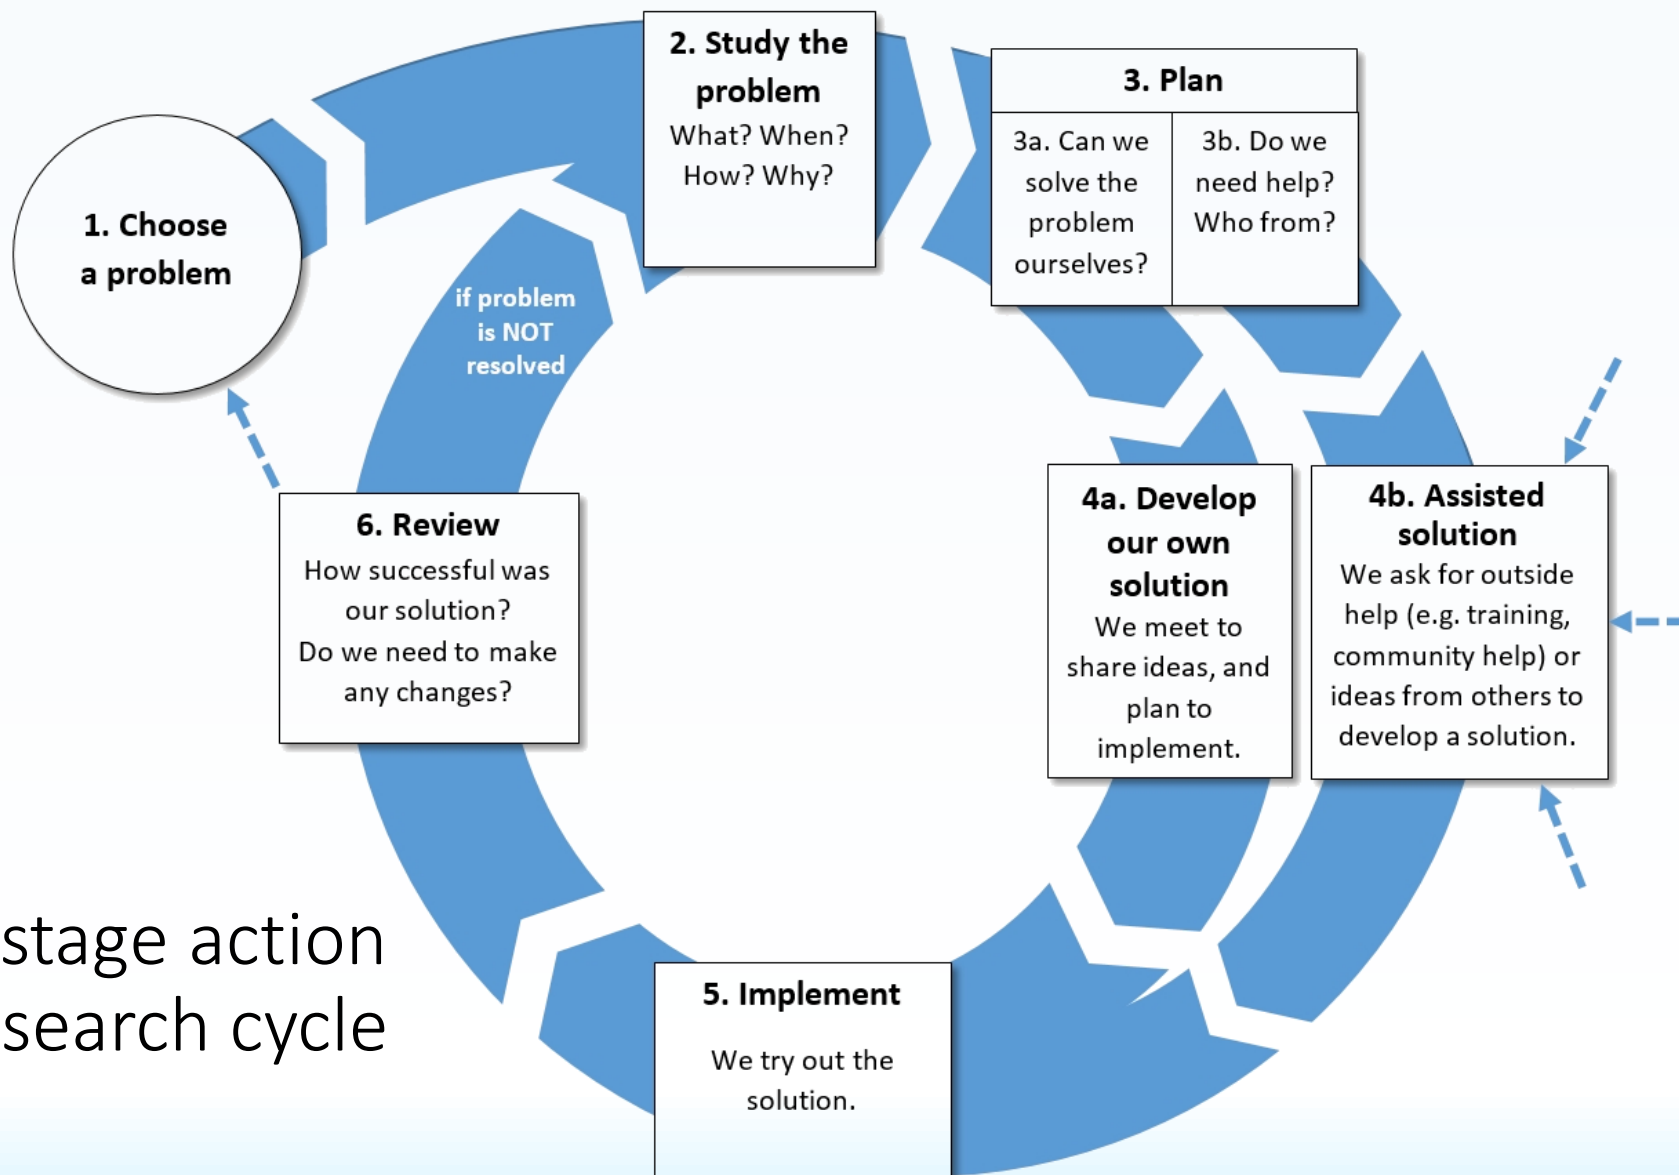 1. Choose
a problem
2. Study the
problem
What? When?
How? Why?
3. Plan
3a. Can we
solve the
problem
ourselves?
3b. Do we
need help?
Who from?
4a. Develop
our own
solution
We meet to
share ideas, and
plan to
implement.
4b. Assisted
solution
We ask for outside
help (e.g. training,
community help) or
ideas from others to
develop a solution.
5. Implement
We try out the
solution.
6. Review
How successful was
our solution?
Do we need to make
any changes?
if problem
is NOT
resolved
stage action
search cycle